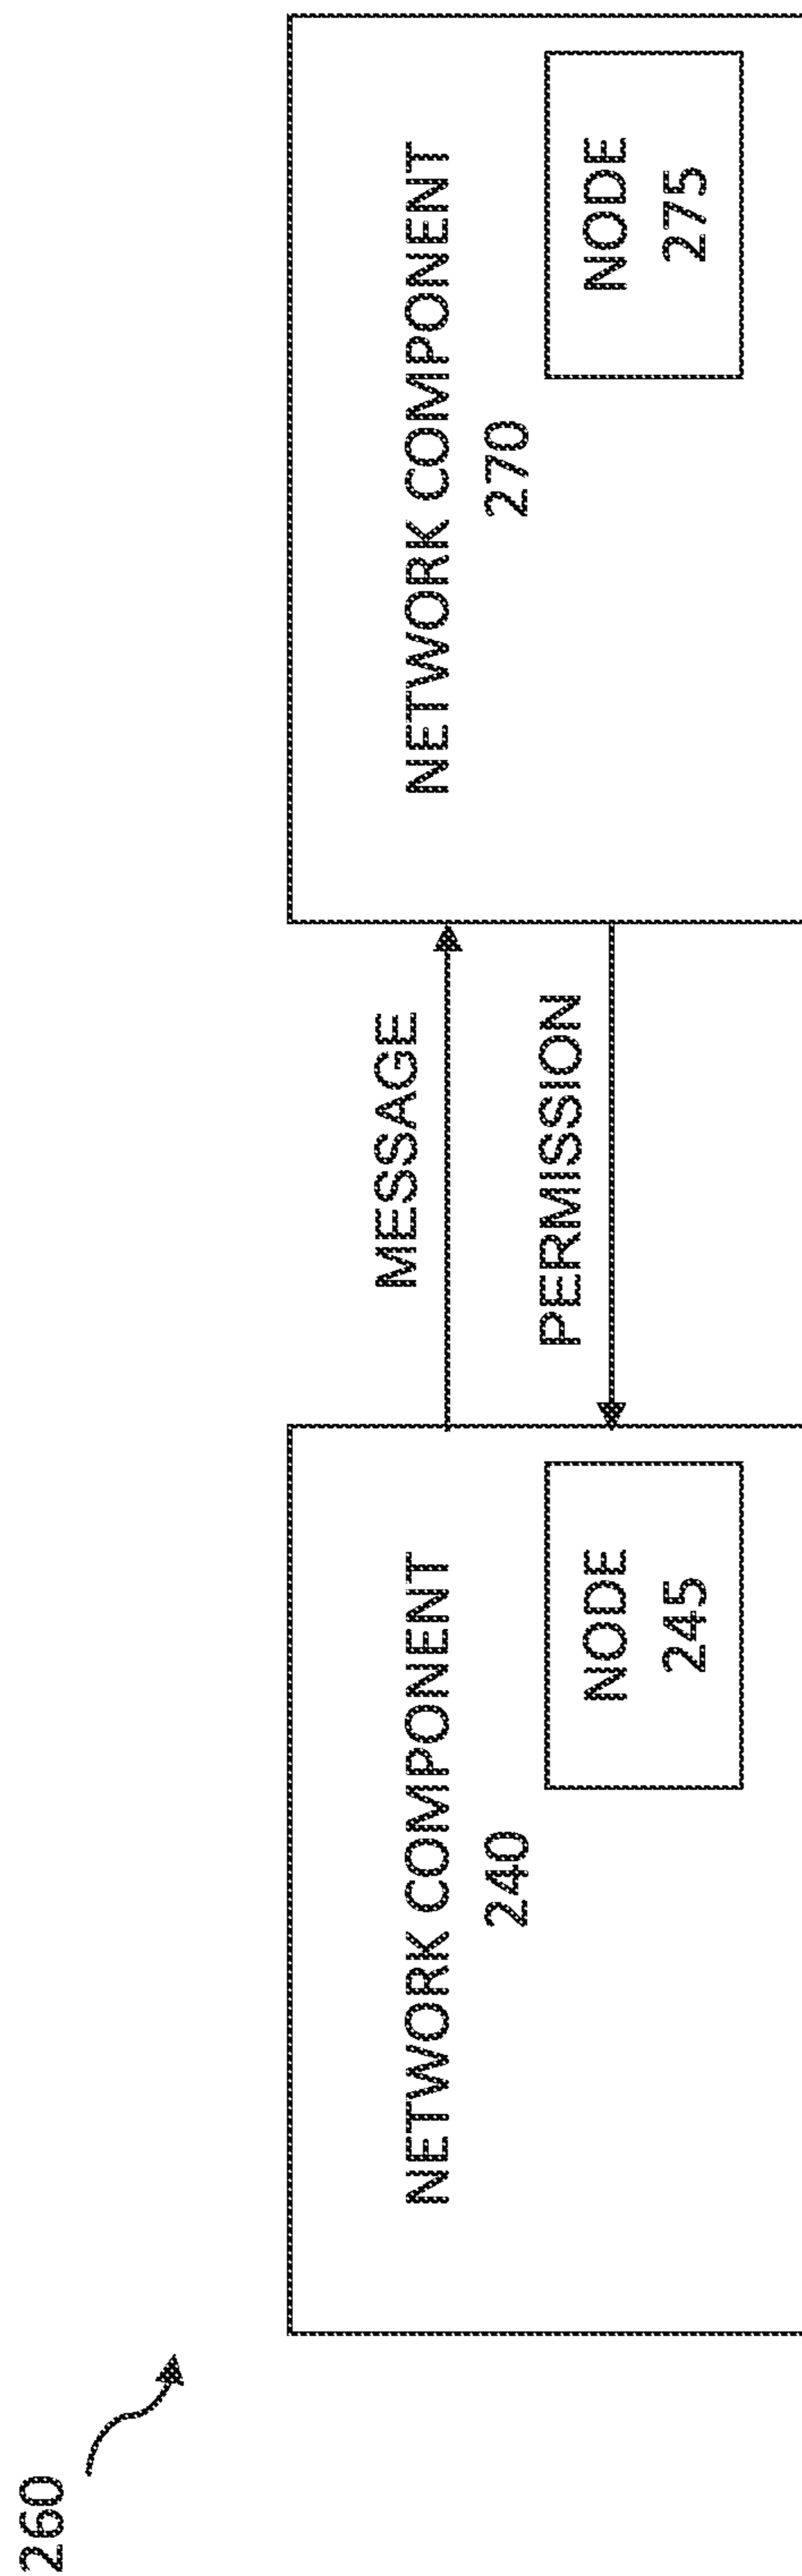 260
NETWORK COMPONENT
240
NODE
245
MESSAGE
PERMISSION
NETWORK COMPONENT
270
NODE
275